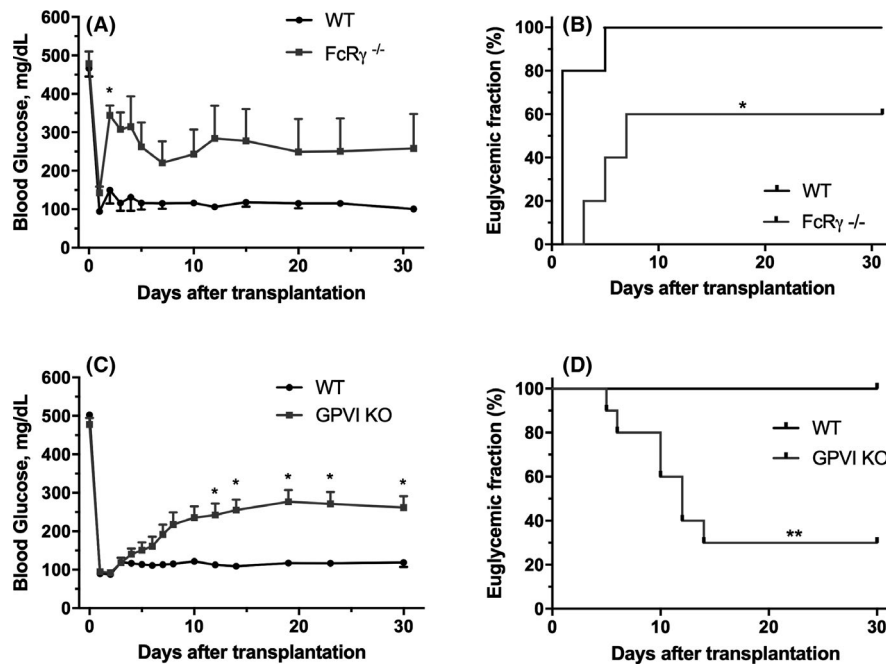 (A)
WT
FcRγ -/-
Blood Glucose, mg/dL
600
500
400
300
200
100
0
*
0 10 20 30
Days after transplantation
(B)
Euglycemic fraction (%)
100
80
60
40
20
0
*
WT
FcRγ -/-
10 20 30
Days after transplantation
(C)
WT
GPVI KO
Blood Glucose, mg/dL
600
500
400
300
200
100
0
* * * * *
0 10 20 30
Days after transplantation
(D)
Euglycemic fraction (%)
100
80
60
40
20
0
WT
GPVI KO
**
0 10 20 30
Days after transplantation